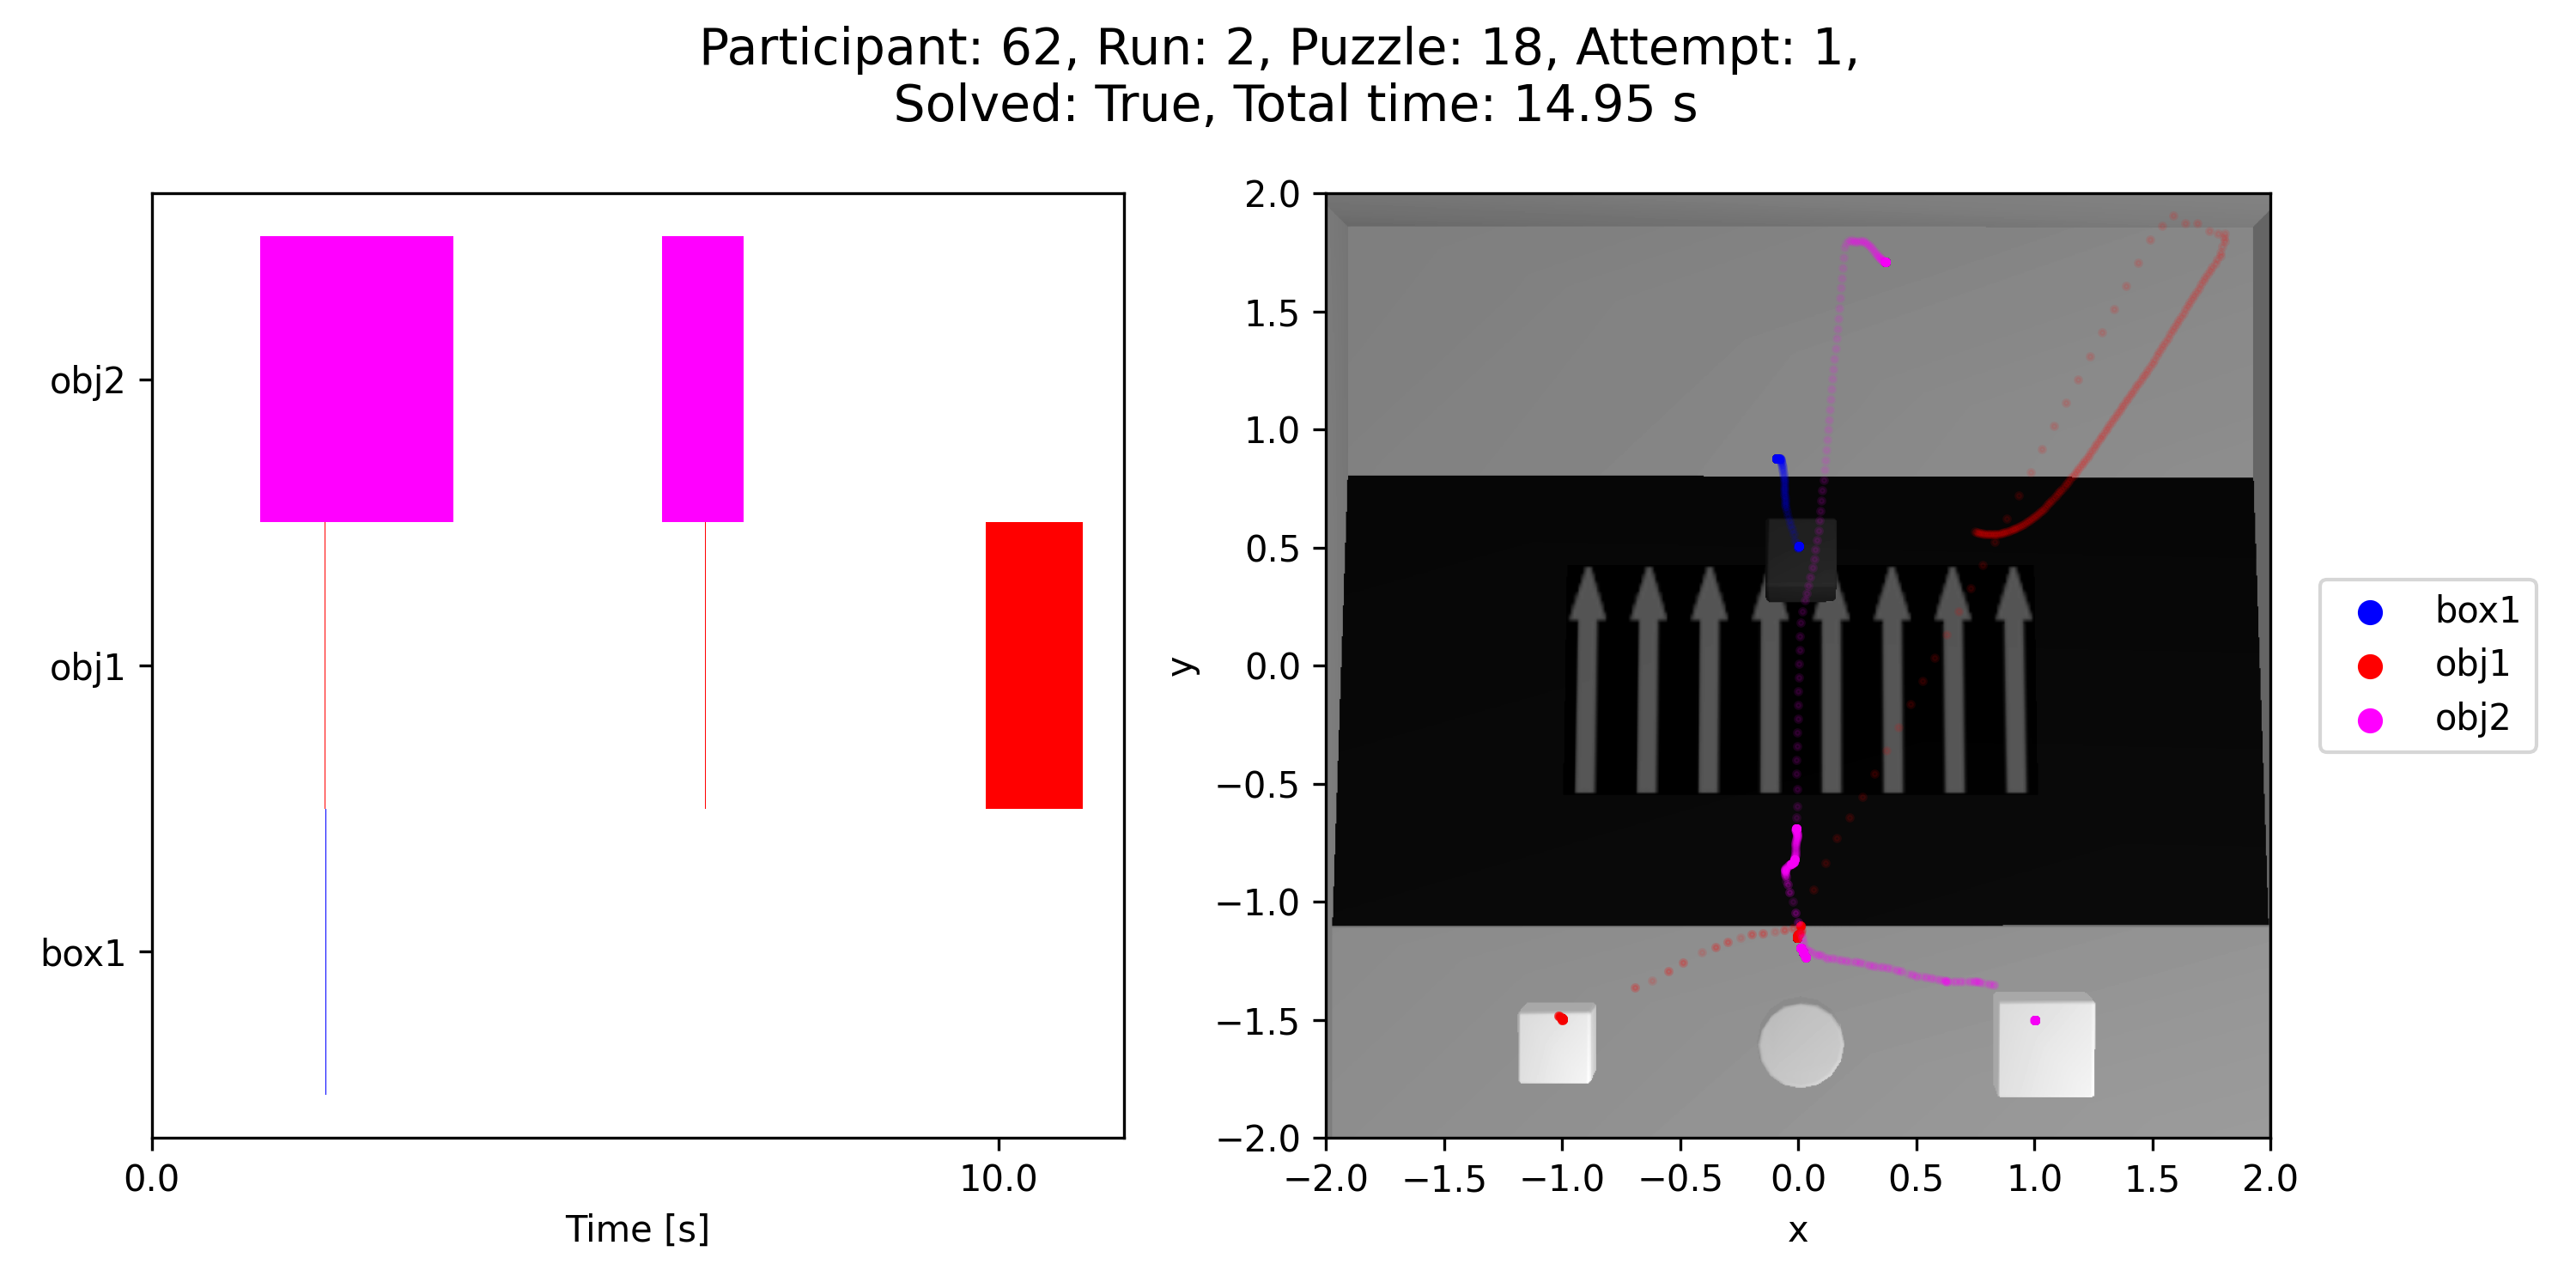 Participant: 62, Run: 2, Puzzle: 18, Attempt: 1,
Solved: True, Total time: 14.95 s
obj2
obj1
box1
0.0
10.0
Time [s]
2.0
1.5
1.0
0.5
0.0
−0.5
−1.0
−1.5
−2.0
y
−2.0
−1.5
−1.0
−0.5
0.0
0.5
1.0
1.5
2.0
x
box1
obj1
obj2